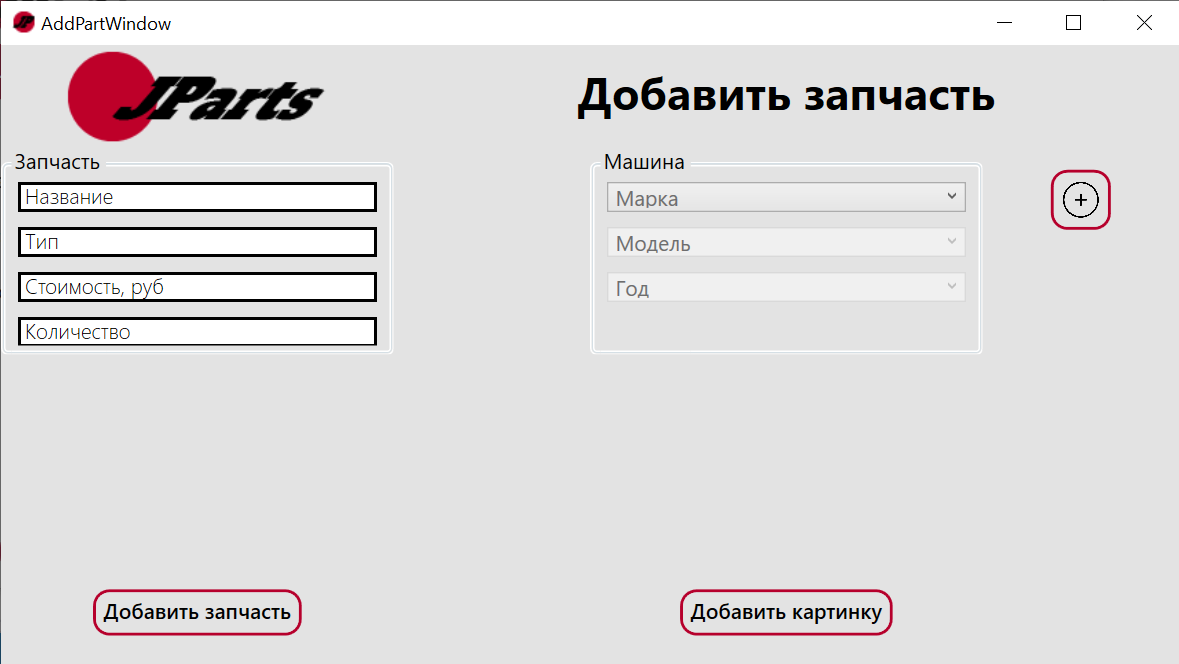 AddPartWindow
JParts
Добавить запчасть
Запчасть
Название
Тип
Стоимость, руб
Количество
Машина
Марка
Модель
Год
+
Добавить запчасть
Добавить картинку